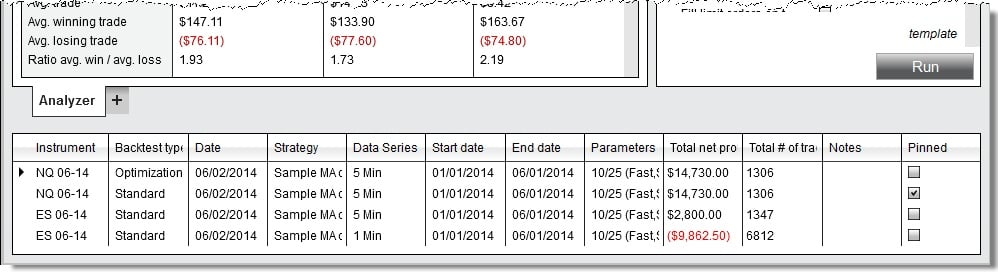 Avg. winning trade $147.11 $133.90 $163.67
Avg. losing trade ($76.11) ($77.60) ($74.80)
Ratio avg. win / avg. loss 1.93 1.73 2.19
template
Run
Analyzer +
Instrument Backtest type Date Strategy Data Series Start date End date Parameters Total net pro Total # of tra Notes Pinned
NQ 06-14 Optimization 06/02/2014 Sample MA c 5 Min 01/01/2014 06/01/2014 10/25 (Fast,S $14,730.00 1306
NQ 06-14 Standard 06/02/2014 Sample MA c 5 Min 01/01/2014 06/01/2014 10/25 (Fast,S $14,730.00 1306
ES 06-14 Standard 06/02/2014 Sample MA c 5 Min 01/01/2014 06/01/2014 10/25 (Fast,S $2,800.00 1347
ES 06-14 Standard 06/02/2014 Sample MA c 1 Min 01/01/2014 06/01/2014 10/25 (Fast,S ($9,862.50) 6812